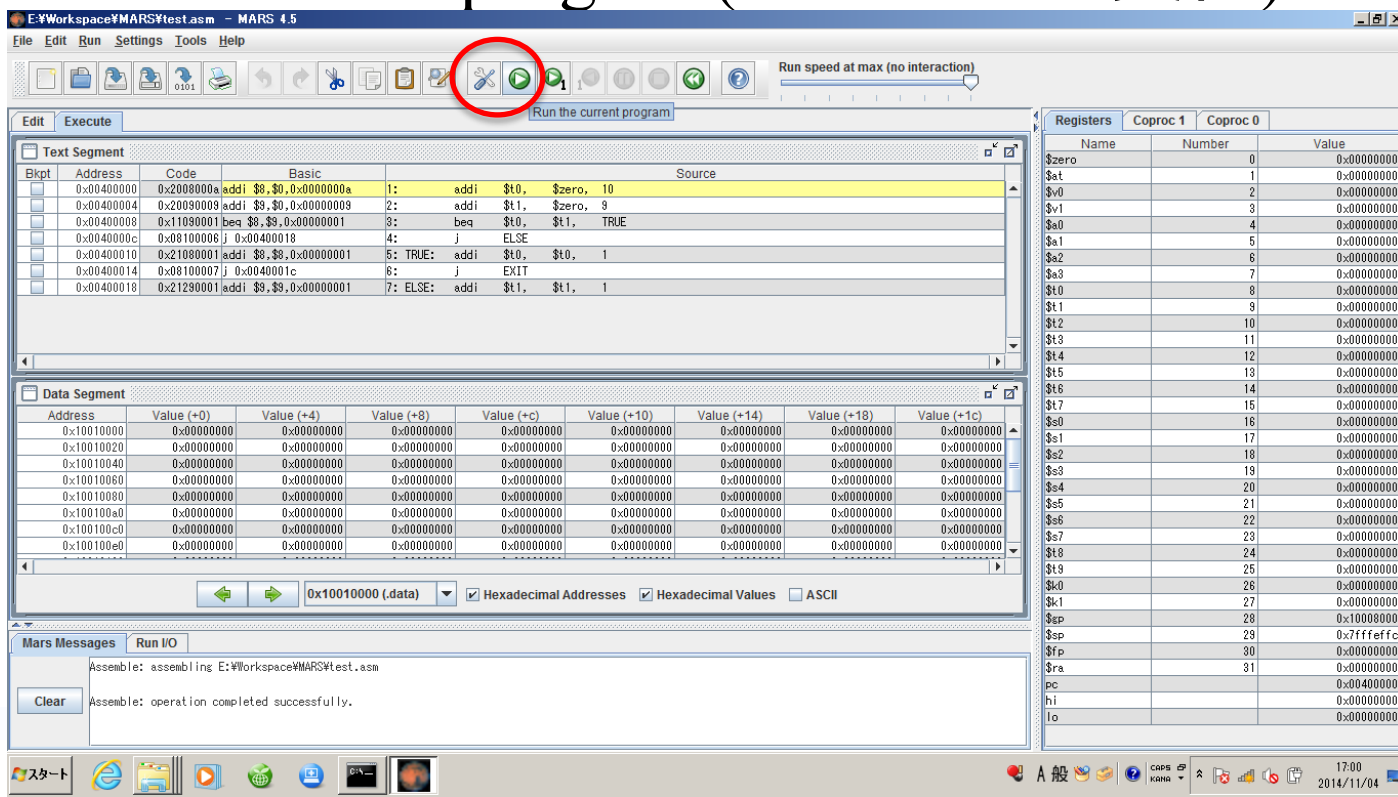 E:¥Workspace¥MARS¥test.asm - MARS 4.5
File Edit Run Settings Tools Help
Run speed at max (no interaction)
Run the current program
Edit Execute
Text Segment
Bkpt Address Code Basic Source
0x00400000 0x2008000a addi $8,$0,0x0000000a 1: addi $t0, $zero, 10
0x00400004 0x20090009 addi $9,$0,0x00000009 2: addi $t1, $zero, 9
0x00400008 0x11090001 beq $8,$9,0x00000001 3: beq $t0, $t1, TRUE
0x0040000c 0x08100006 j 0x00400018 4: j ELSE
0x00400010 0x21080001 addi $8,$8,0x00000001 5: TRUE: addi $t0, $t0, 1
0x00400014 0x08100007 j 0x0040001c 6: j EXIT
0x00400018 0x21290001 addi $9,$9,0x00000001 7: ELSE: addi $t1, $t1, 1
Data Segment
Address Value (+0) Value (+4) Value (+8) Value (+c) Value (+10) Value (+14) Value (+18) Value (+1c)
0x10010000 0x00000000 0x00000000 0x00000000 0x00000000 0x00000000 0x00000000 0x00000000 0x00000000
0x10010020 0x00000000 0x00000000 0x00000000 0x00000000 0x00000000 0x00000000 0x00000000 0x00000000
0x10010040 0x00000000 0x00000000 0x00000000 0x00000000 0x00000000 0x00000000 0x00000000 0x00000000
0x10010060 0x00000000 0x00000000 0x00000000 0x00000000 0x00000000 0x00000000 0x00000000 0x00000000
0x10010080 0x00000000 0x00000000 0x00000000 0x00000000 0x00000000 0x00000000 0x00000000 0x00000000
0x100100a0 0x00000000 0x00000000 0x00000000 0x00000000 0x00000000 0x00000000 0x00000000 0x00000000
0x100100c0 0x00000000 0x00000000 0x00000000 0x00000000 0x00000000 0x00000000 0x00000000 0x00000000
0x100100e0 0x00000000 0x00000000 0x00000000 0x00000000 0x00000000 0x00000000 0x00000000 0x00000000
0x10010000 (.data) Hexadecimal Addresses Hexadecimal Values ASCII
Mars Messages Run I/O
Assemble: assembling E:¥Workspace¥MARS¥test.asm
Assemble: operation completed successfully.
Clear
Registers Coproc 1 Coproc 0
Name Number Value
$zero 0 0x00000000
$at 1 0x00000000
$v0 2 0x00000000
$v1 3 0x00000000
$a0 4 0x00000000
$a1 5 0x00000000
$a2 6 0x00000000
$a3 7 0x00000000
$t0 8 0x00000000
$t1 9 0x00000000
$t2 10 0x00000000
$t3 11 0x00000000
$t4 12 0x00000000
$t5 13 0x00000000
$t6 14 0x00000000
$t7 15 0x00000000
$s0 16 0x00000000
$s1 17 0x00000000
$s2 18 0x00000000
$s3 19 0x00000000
$s4 20 0x00000000
$s5 21 0x00000000
$s6 22 0x00000000
$s7 23 0x00000000
$t8 24 0x00000000
$t9 25 0x00000000
$k0 26 0x00000000
$k1 27 0x00000000
$gp 28 0x10008000
$sp 29 0x7fffeffc
$fp 30 0x00000000
$ra 31 0x00000000
pc 0x00400000
hi 0x00000000
lo 0x00000000
スタート
A 般 CAPS KANA 17:00
2014/11/04